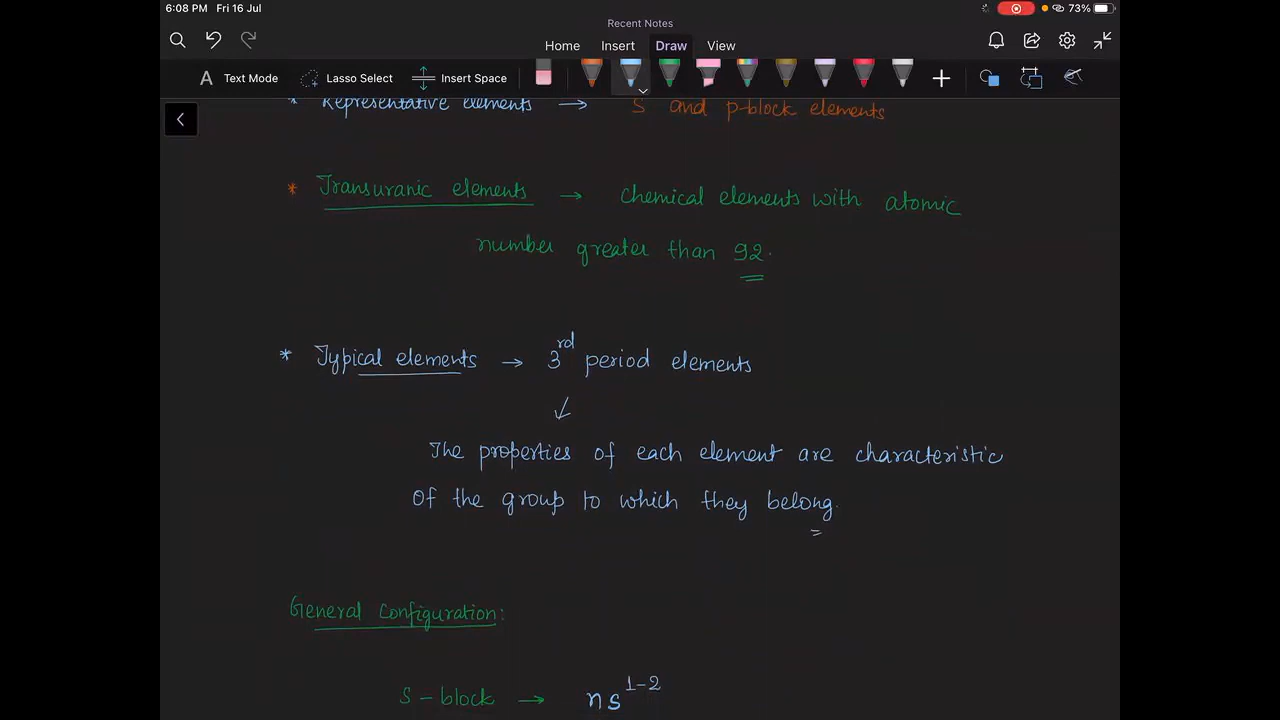 6:08 PM Fri 16 Jul 73%
Recent Notes
Home Insert Draw View
A Text Mode Lasso Select Insert Space
* Representative elements → S and p-block elements
* Transuranic elements → Chemical elements with atomic
number greater than 92.
* Typical elements → 3rd period elements
The properties of each element are characteristic
of the group to which they belong.
General Configuration:
S-block → ns 1-2